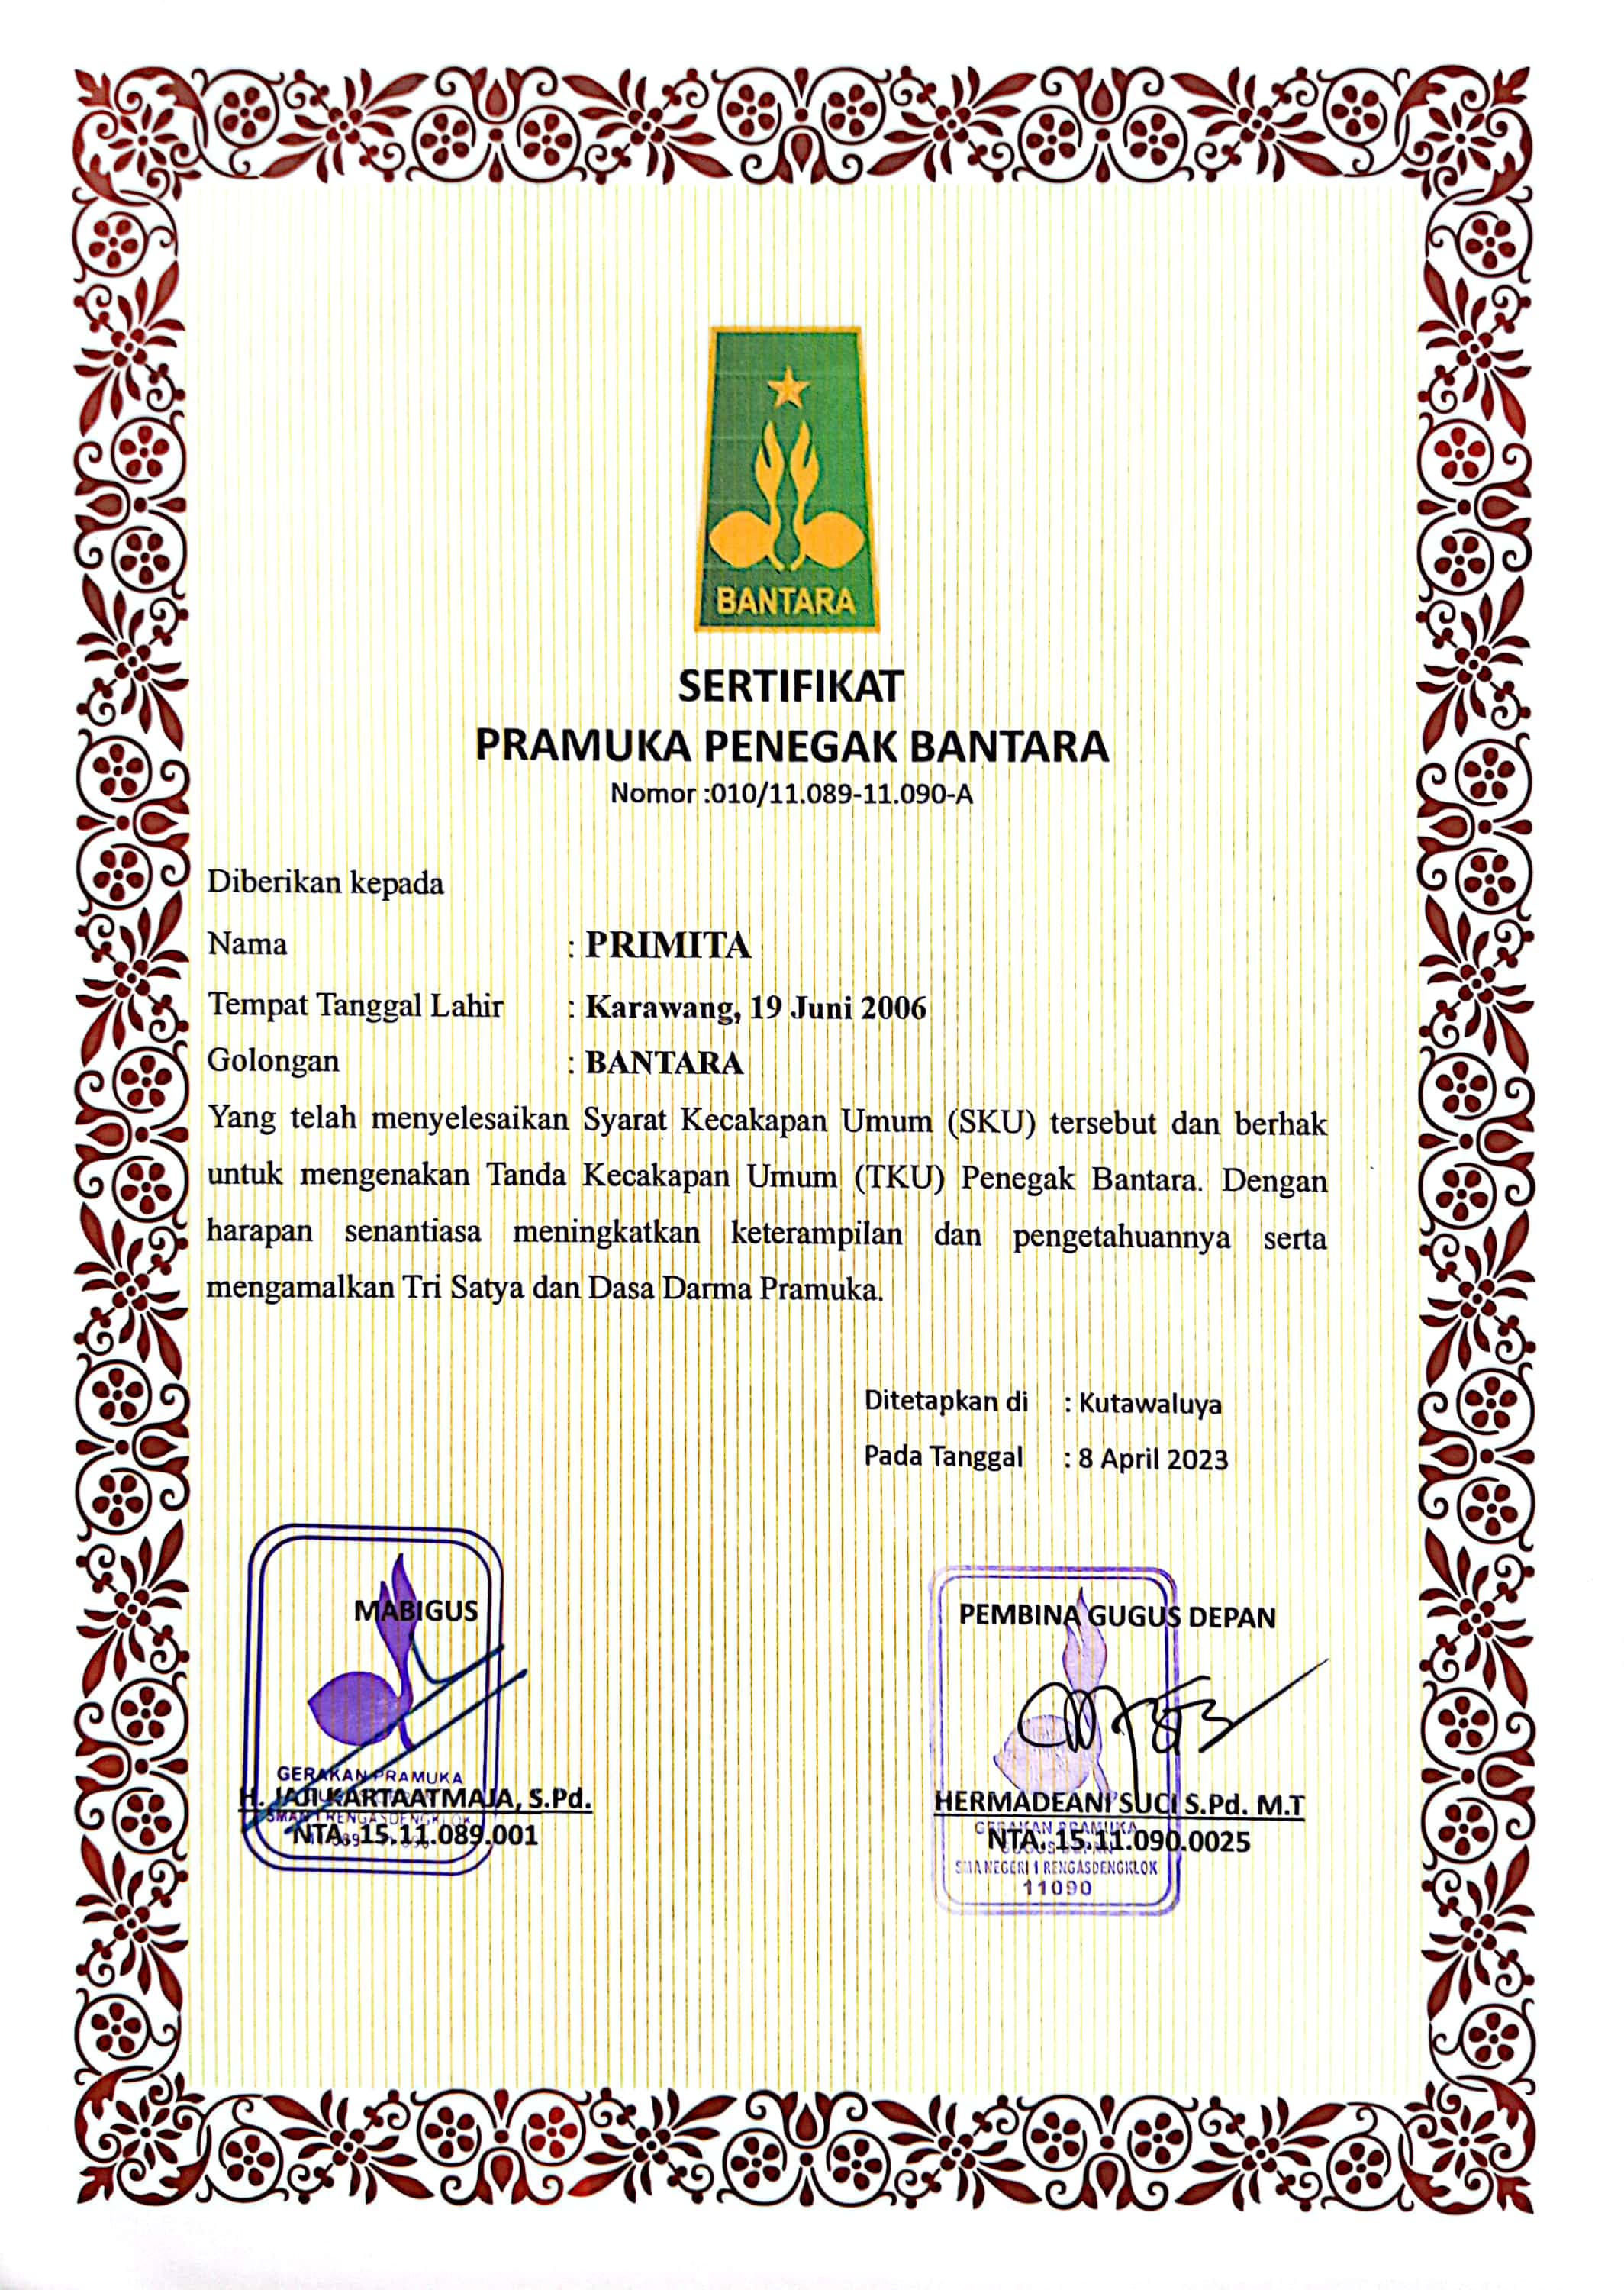 BANTARA
SERTIFIKAT
PRAMUKA PENEGAK BANTARA
Nomor :010/11.089-11.090-A
Diberikan kepada
Nama : PRIMITA
Tempat Tanggal Lahir : Karawang, 19 Juni 2006
Golongan : BANTARA
Yang telah menyelesaikan Syarat Kecakapan Umum (SKU) tersebut dan berhak
untuk mengenakan Tanda Kecakapan Umum (TKU) Penegak Bantara. Dengan
harapan senantiasa meningkatkan keterampilan dan pengetahuannya serta
mengamalkan Tri Satya dan Dasa Darma Pramuka.
Ditetapkan di : Kutawaluya
Pada Tanggal : 8 April 2023
MABIGUS
GERAKAN PRAMUKA
H. JAJI KARTAATMAJA, S.Pd.
SMAN 1 RENGASDENGKLOK
NTA. 15.11.089.001
PEMBINA GUGUS DEPAN
HERMADEANI SUCI S.Pd. M.T
GERAKAN PRAMUKA
NTA. 15.11.090.0025
GUGUS DEPAN
SMA NEGERI 1 RENGASDENGKLOK
11090